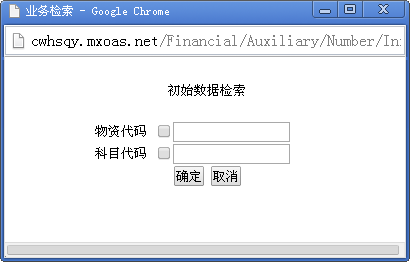 业务检索 - Google Chrome
cwhsqy.mxoas.net/Financial/Auxiliary/Number/In
初始数据检索
物资代码
科目代码
确定 取消